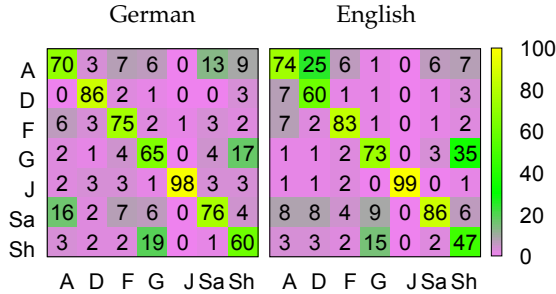 German English
A 70 3 7 6 0 13 9 74 25 6 1 0 6 7 100
D 0 86 2 1 0 0 3 7 60 1 1 0 1 3 80
F 6 3 75 2 1 3 2 7 2 83 1 0 1 2 60
G 2 1 4 65 0 4 17 1 1 2 73 0 3 35
J 2 3 3 1 98 3 3 1 1 2 0 99 0 1 40
Sa 16 2 7 6 0 76 4 8 8 4 9 0 86 6 20
Sh 3 2 2 19 0 1 60 3 3 2 15 0 2 47 0
A D F G J Sa Sh A D F G J Sa Sh